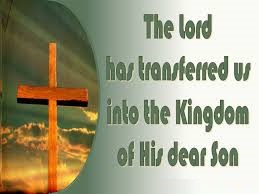 The Lord
has transferred us
into the Kingdom
of His dear Son